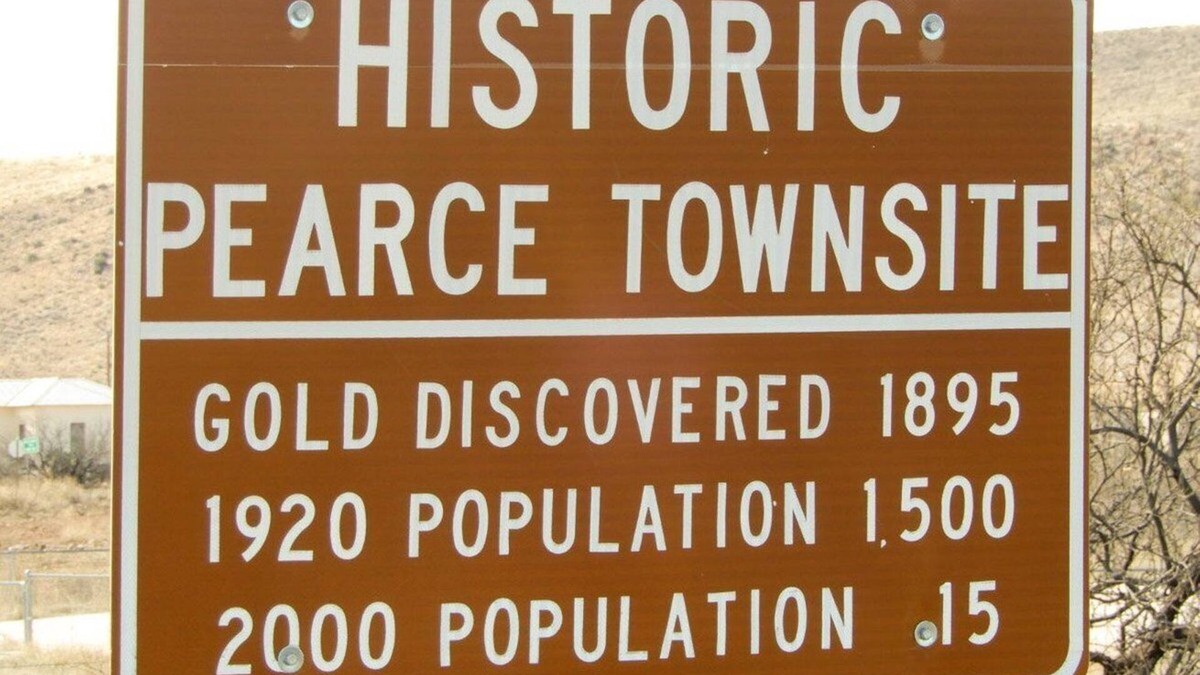 HISTORIC
PEARCE TOWNSITE
GOLD DISCOVERED 1895
1920 POPULATION 1,500
2000 POPULATION 15